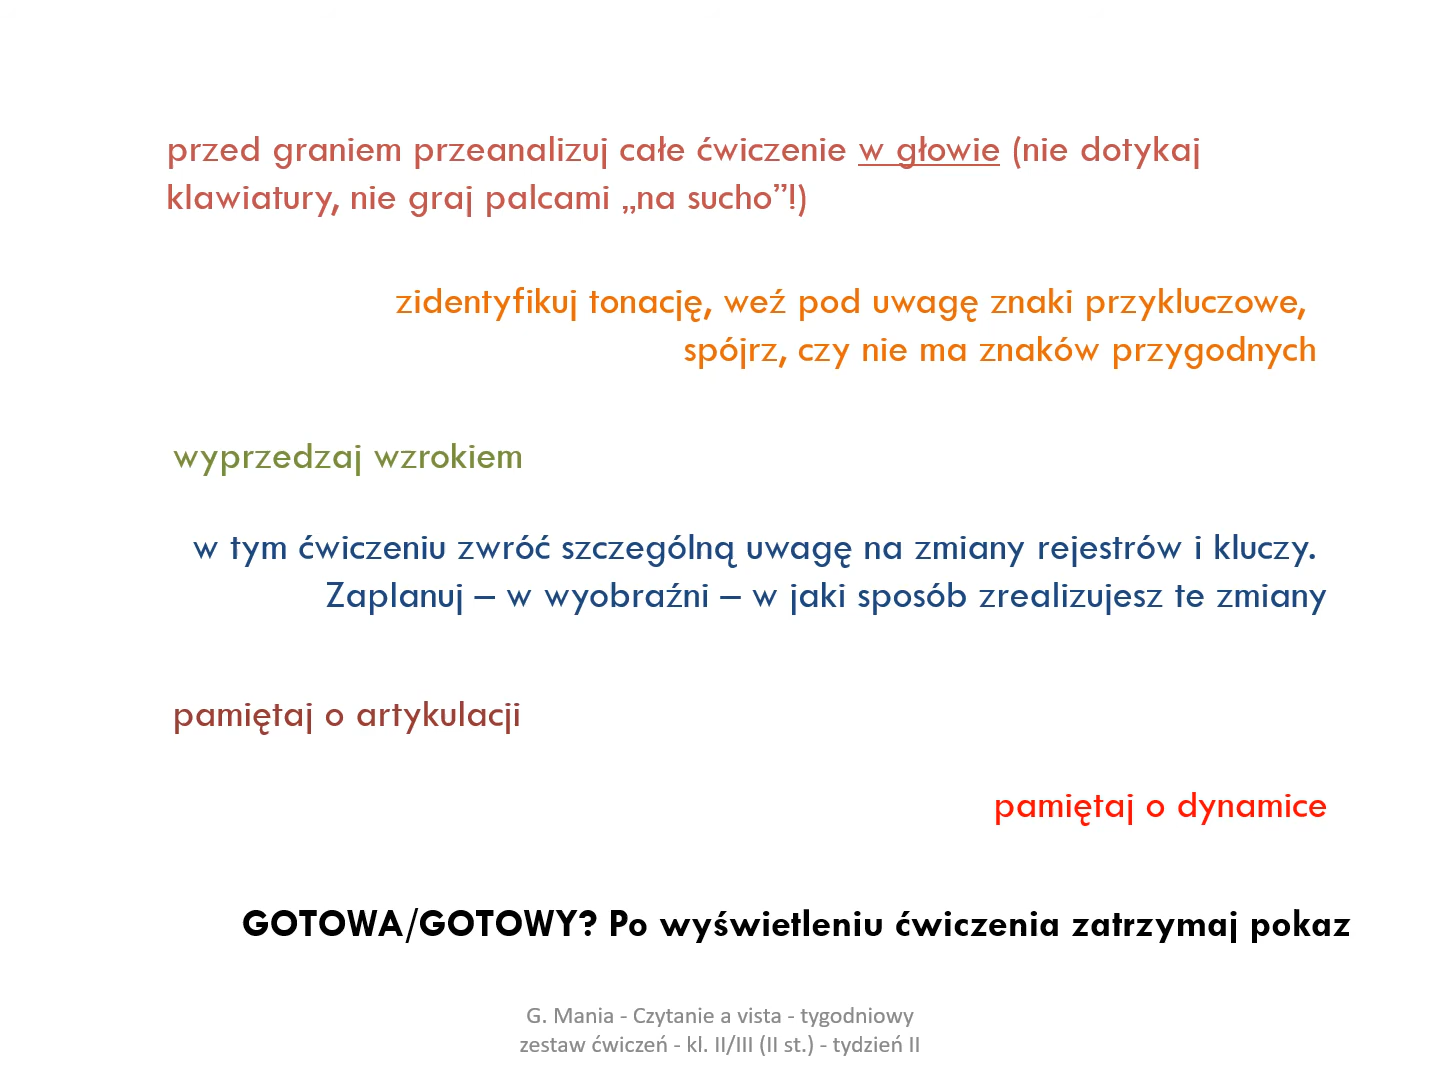 przed graniem przeanalizuj całe ćwiczenie w głowie (nie dotykaj
klawiatury, nie graj palcami „na sucho”!)
zidentyfikuj tonację, weź pod uwagę znaki przykluczowe,
spójrz, czy nie ma znaków przygodnych
wyprzedzaj wzrokiem
w tym ćwiczeniu zwróć szczególną uwagę na zmiany rejestrów i kluczy.
Zaplanuj – w wyobraźni – w jaki sposób zrealizujesz te zmiany
pamiętaj o artykulacji
pamiętaj o dynamice
GOTOWA/GOTOWY? Po wyświetleniu ćwiczenia zatrzymaj pokaz
G. Mania - Czytanie a vista - tygodniowy
zestaw ćwiczeń - kl. II/III (II st.) - tydzień II